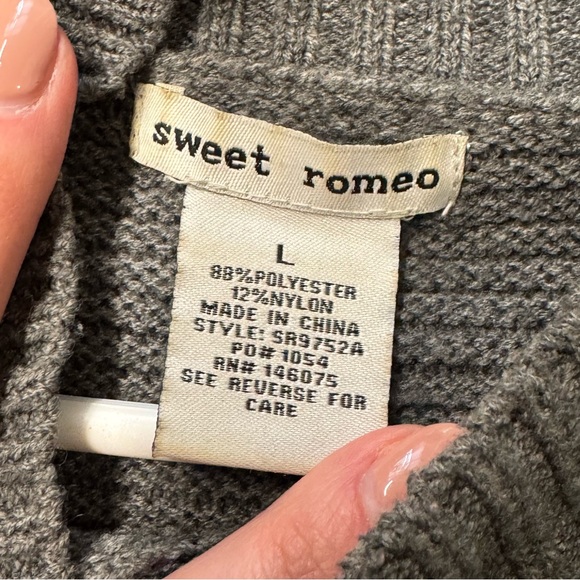 sweet romeo
L
88%POLYESTER
12%NYLON
MADE IN CHINA
STYLE: SR9752A
PO# 1054
RN# 146075
SEE REVERSE FOR
CARE